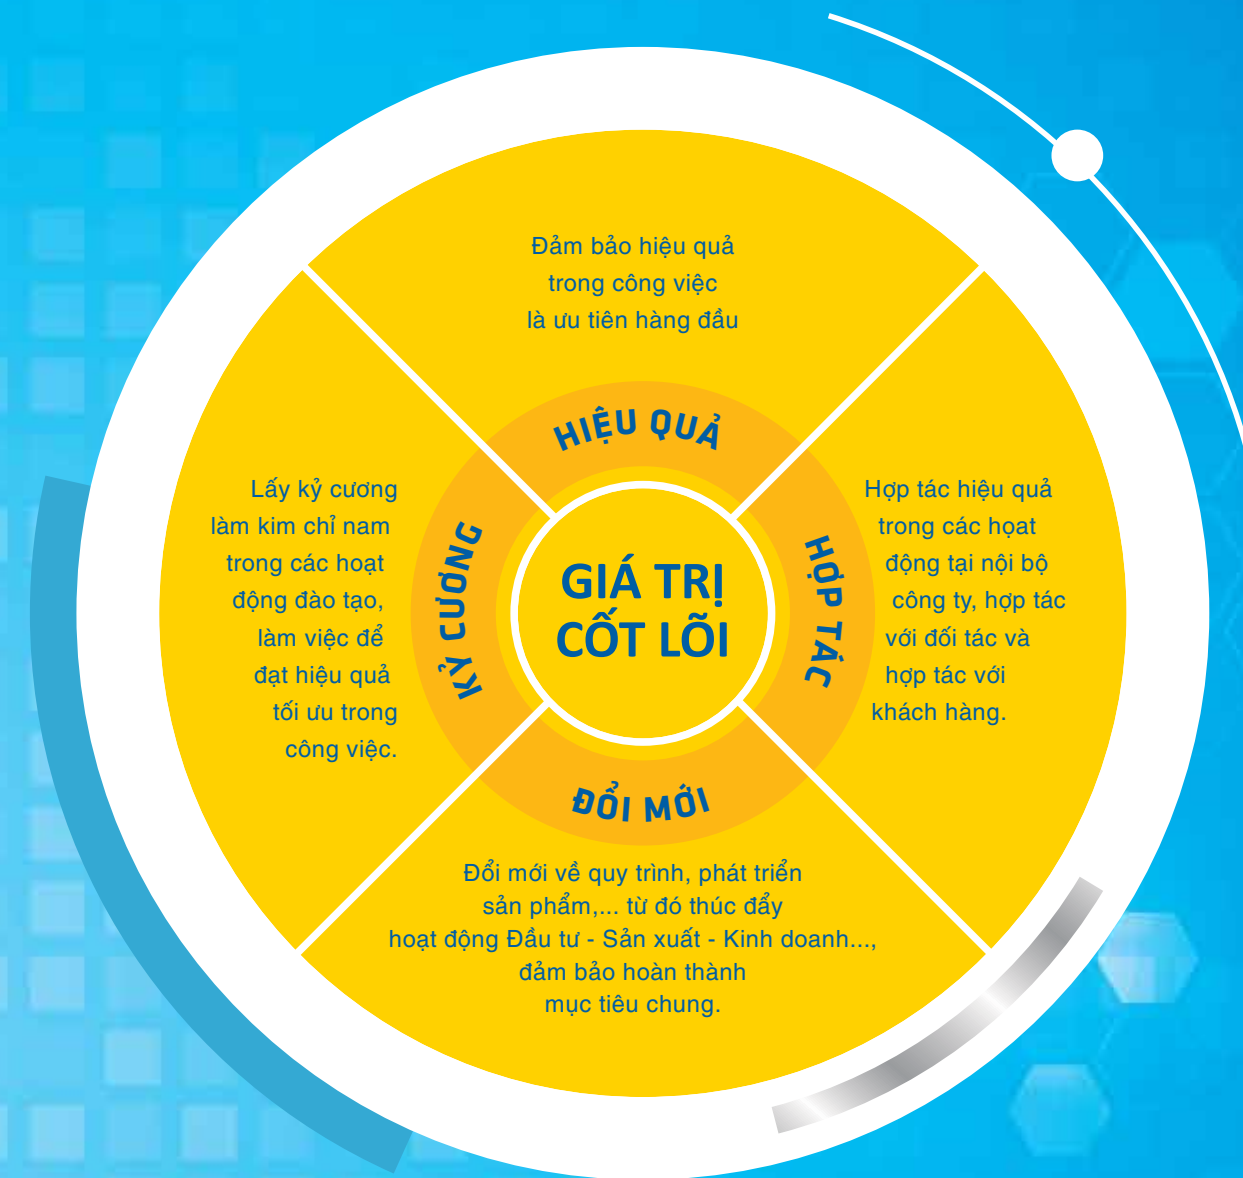 Đảm bảo hiệu quả
trong công việc
là ưu tiên hàng đầu
HIỆU QUẢ
Lấy kỷ cương
làm kim chỉ nam
trong các hoạt
động đào tạo,
làm việc để
đạt hiệu quả
tối ưu trong
công việc.
KỶ CƯƠNG
GIÁ TRỊ
CỐT LÕI
HỢP TÁC
Hợp tác hiệu quả
trong các họat
động tại nội bộ
công ty, hợp tác
với đối tác và
hợp tác với
khách hàng.
ĐỔI MỚI
Đổi mới về quy trình, phát triển
sản phẩm,... từ đó thúc đẩy
hoạt động Đầu tư - Sản xuất - Kinh doanh...,
đảm bảo hoàn thành
mục tiêu chung.